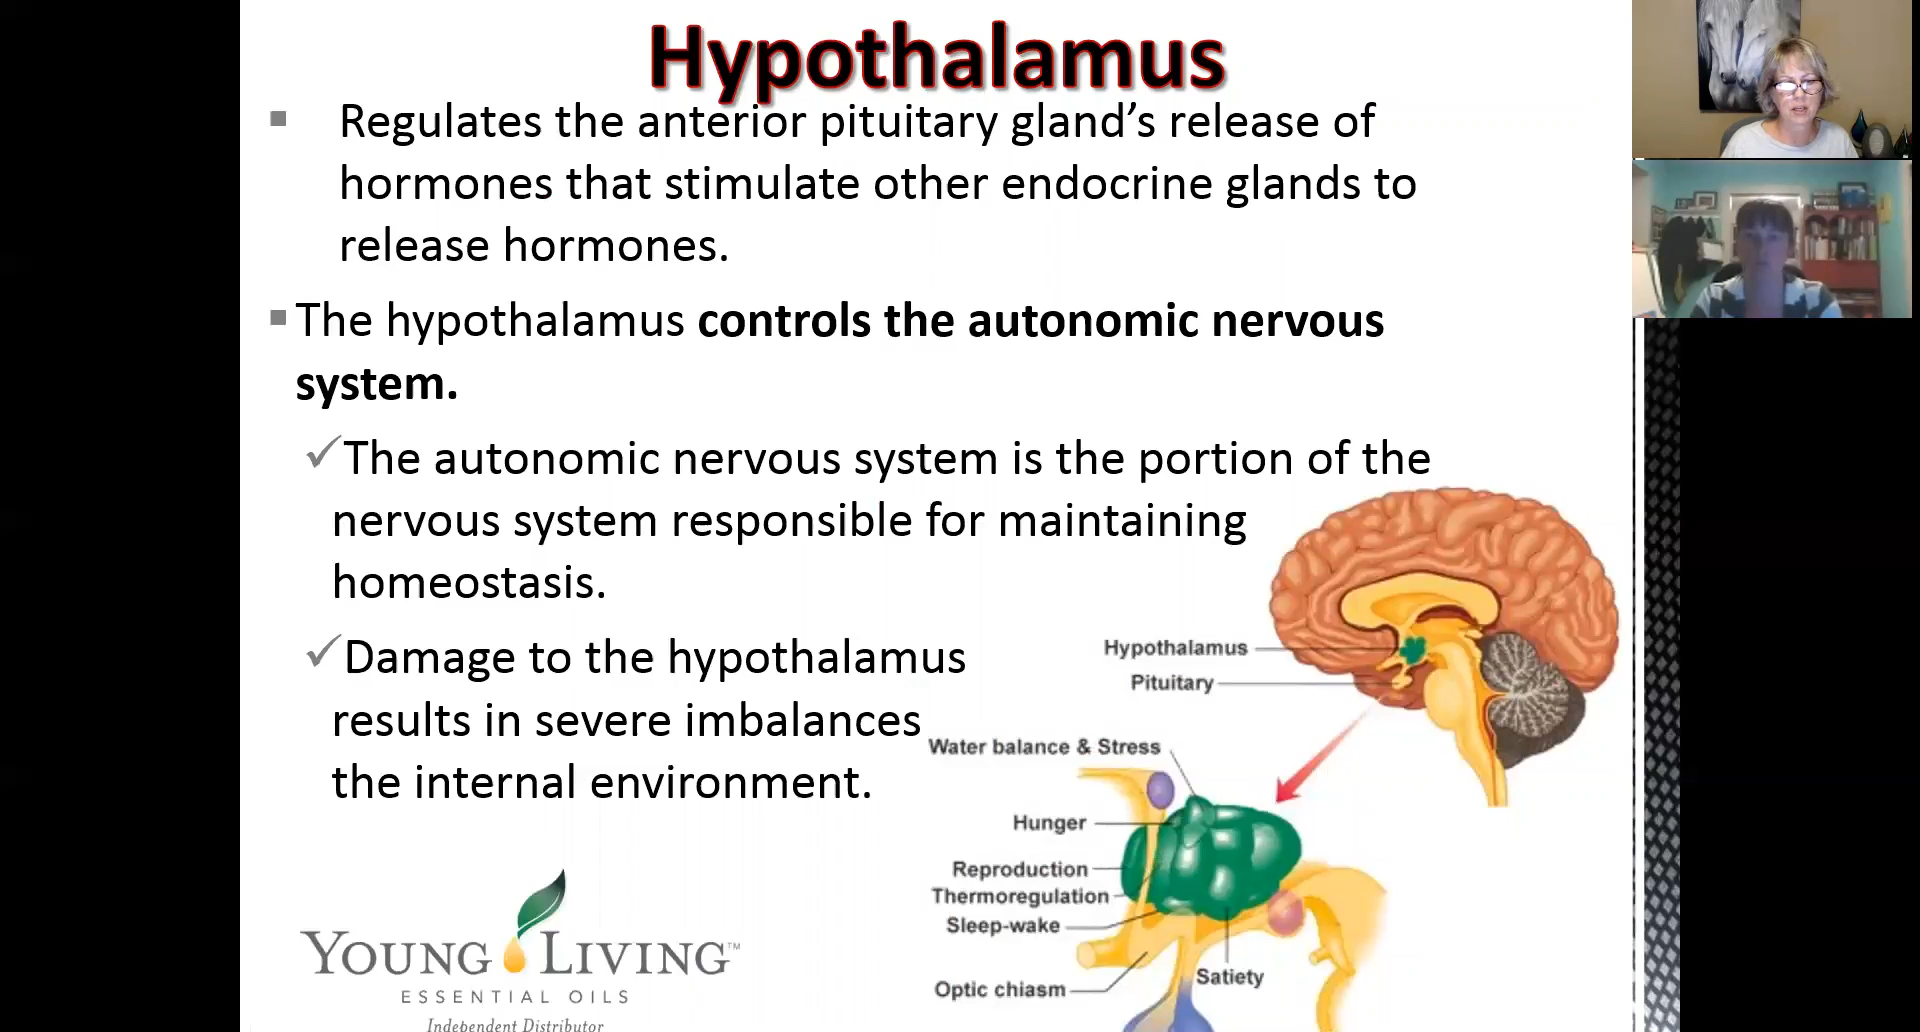 Hypothalamus
Regulates the anterior pituitary gland’s release of
hormones that stimulate other endocrine glands to
release hormones.
The hypothalamus controls the autonomic nervous
system.
The autonomic nervous system is the portion of the
nervous system responsible for maintaining
homeostasis.
Damage to the hypothalamus
results in severe imbalances
the internal environment.
Hypothalamus
Pituitary
Water balance & Stress
Hunger
Reproduction
Thermoregulation
Sleep-wake
Satiety
Optic chiasm
YOUNG LIVING™
ESSENTIAL OILS
Independent Distributor